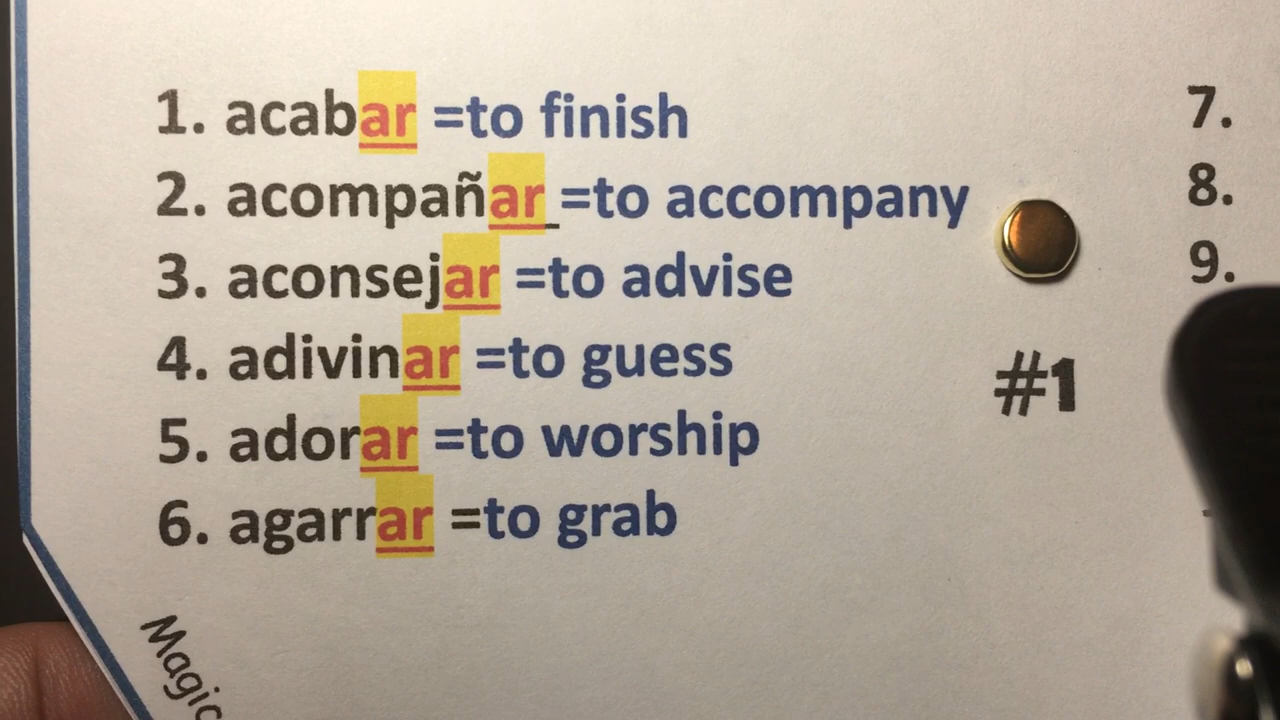 1. acabar =to finish
2. acompañar =to accompany
3. aconsejar =to advise
4. adivinar =to guess
5. adorar =to worship
6. agarrar =to grab
7.
8.
9.
#1
Magic